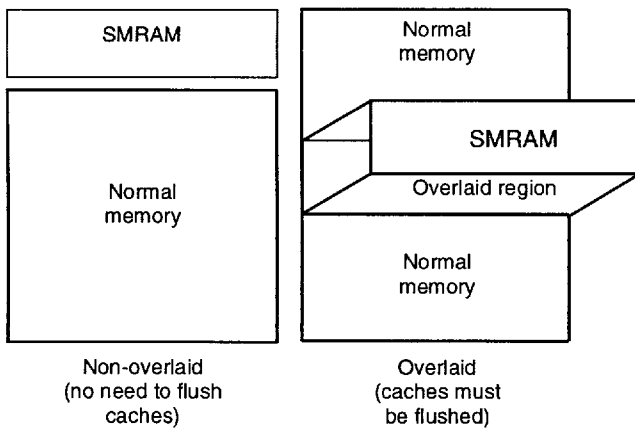 SMRAM
Normal
memory
Non-overlaid
(no need to flush
caches)
Normal
memory
SMRAM
Overlaid region
Normal
memory
Overlaid
(caches must
be flushed)